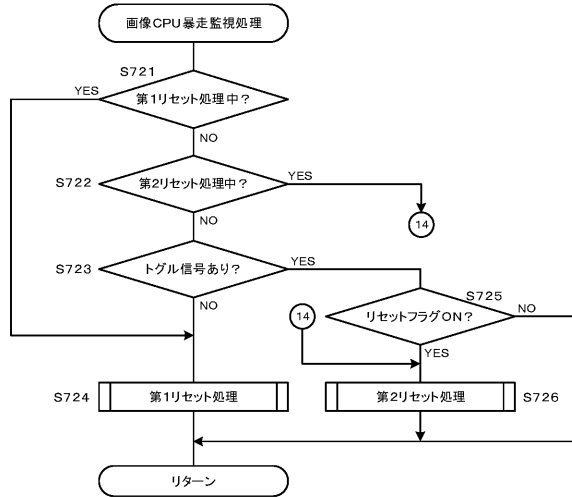 画像CPU暴走監視処理
S721
YES
第1リセット処理中?
NO
S722
第2リセット処理中?
YES
NO
14
S723
トグル信号あり?
YES
NO
S725
14
リセットフラグON?
NO
YES
S724
第1リセット処理
第2リセット処理
S726
リターン